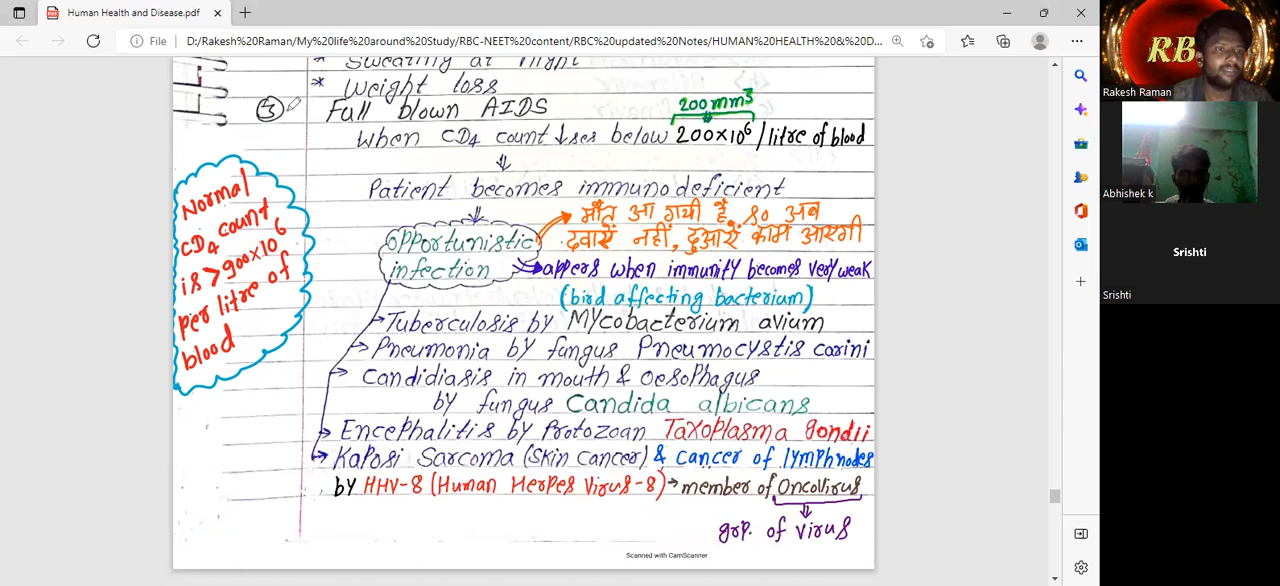 Human Health and Disease.pdf
File
D:/Rakesh%20Raman/My%20life%20around%20Study/RBC-NEET%20content/RBC%20updated%20Notes/HUMAN%20HEALTH%20&%20D...
* Sweating at night
* Weight loss
③ Full blown AIDS
200mm³
When CD4 count ↓ses below 200×10⁶/litre of blood
Patient becomes immunodeficient
Opportunistic
infection
मौत आ गयी है, so अब
दवाएँ नहीं, दुआएँ काम आएगी
appers when immunity becomes very weak
(bird affecting bacterium)
Tuberculosis by Mycobacterium avium
Pneumonia by fungus Pneumocystis carini
Candidiasis in mouth & Oesophagus
by fungus Candida albicans
Encephalitis by Protozoan Taxoplasma gondii
Kaposi Sarcoma (Skin cancer) & cancer of lymph nodes
by HHV-8 (Human Herpes Virus-8) → member of Oncovirus
grp. of virus
Normal
CD4 count
is >900×10⁶
per litre of
blood
Scanned with CamScanner
RB
Rakesh Raman
Abhishek k
Srishti
Srishti